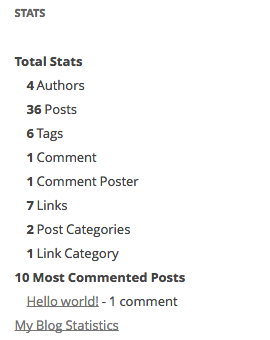 STATS
Total Stats
4 Authors
36 Posts
6 Tags
1 Comment
1 Comment Poster
7 Links
2 Post Categories
1 Link Category
10 Most Commented Posts
Hello world! - 1 comment
My Blog Statistics